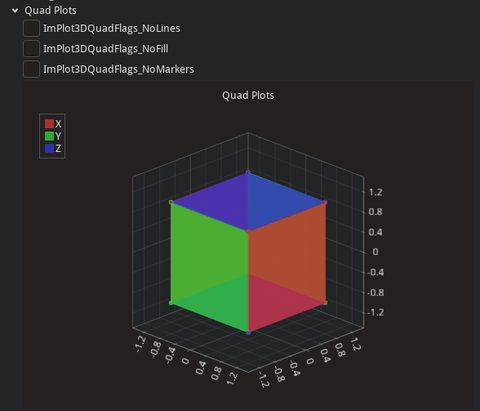 Quad Plots
ImPlot3DQuadFlags_NoLines
ImPlot3DQuadFlags_NoFill
ImPlot3DQuadFlags_NoMarkers
Quad Plots
X
Y
Z
1.2
0.8
0.4
0
-0.4
-0.8
-1.2
-1.2
-0.8
-0.4
0
0.4
0.8
1.2
-1.2
-0.8
-0.4
0
0.4
0.8
1.2